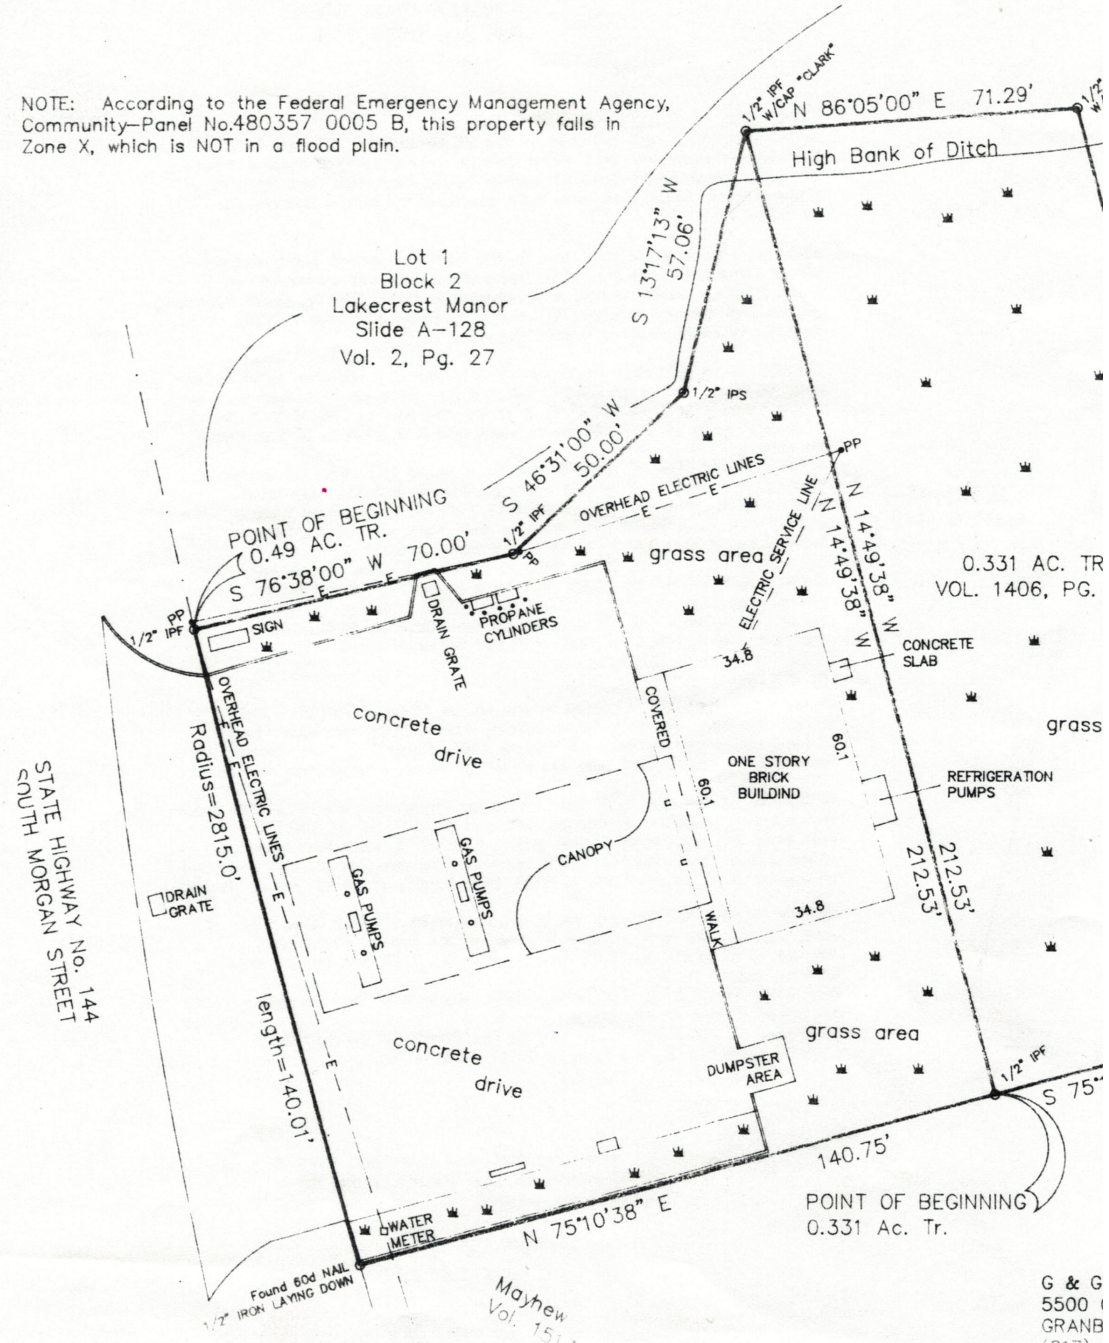 NOTE: According to the Federal Emergency Management Agency,
Community-Panel No.480357 0005 B, this property falls in
Zone X, which is NOT in a flood plain.
1/2" IPF
W/CAP "CLARK"
N 86°05'00" E 71.29'
1/2"
High Bank of Ditch
S 13°17'13" W
57.06'
Lot 1
Block 2
Lakecrest Manor
Slide A-128
Vol. 2, Pg. 27
1/2" IPS
S 46°31'00" W
50.00'
PP
OVERHEAD ELECTRIC LINES
E
E
ELECTRIC SERVICE LINE
N 14°49'38" W
N 14°49'38" W
POINT OF BEGINNING
0.49 AC. TR.
S 76°38'00" W 70.00'
1/2" IPF
PP
E
E
grass area
0.331 AC. TR
VOL. 1406, PG.
PP
1/2" IPF
SIGN
DRAIN GRATE
PROPANE
CYLINDERS
34.8
CONCRETE
SLAB
OVERHEAD ELECTRIC LINES
E
E
E
E
Radius=2815.0'
length=140.01'
concrete
drive
COVERED
WALK
60.1
60.1
ONE STORY
BRICK
BUILDIND
grass
REFRIGERATION
PUMPS
STATE HIGHWAY No. 144
SOUTH MORGAN STREET
DRAIN
GRATE
GAS PUMPS
GAS PUMPS
CANOPY
34.8
212.53'
212.53'
concrete
drive
grass area
DUMPSTER
AREA
1/2" IPF
S 75°
140.75'
N 75°10'38" E
POINT OF BEGINNING
0.331 Ac. Tr.
WATER
METER
Found 60d NAIL
1/2" IRON LAYING DOWN
Mayhew
Vol.
G & G
5500
GRANB